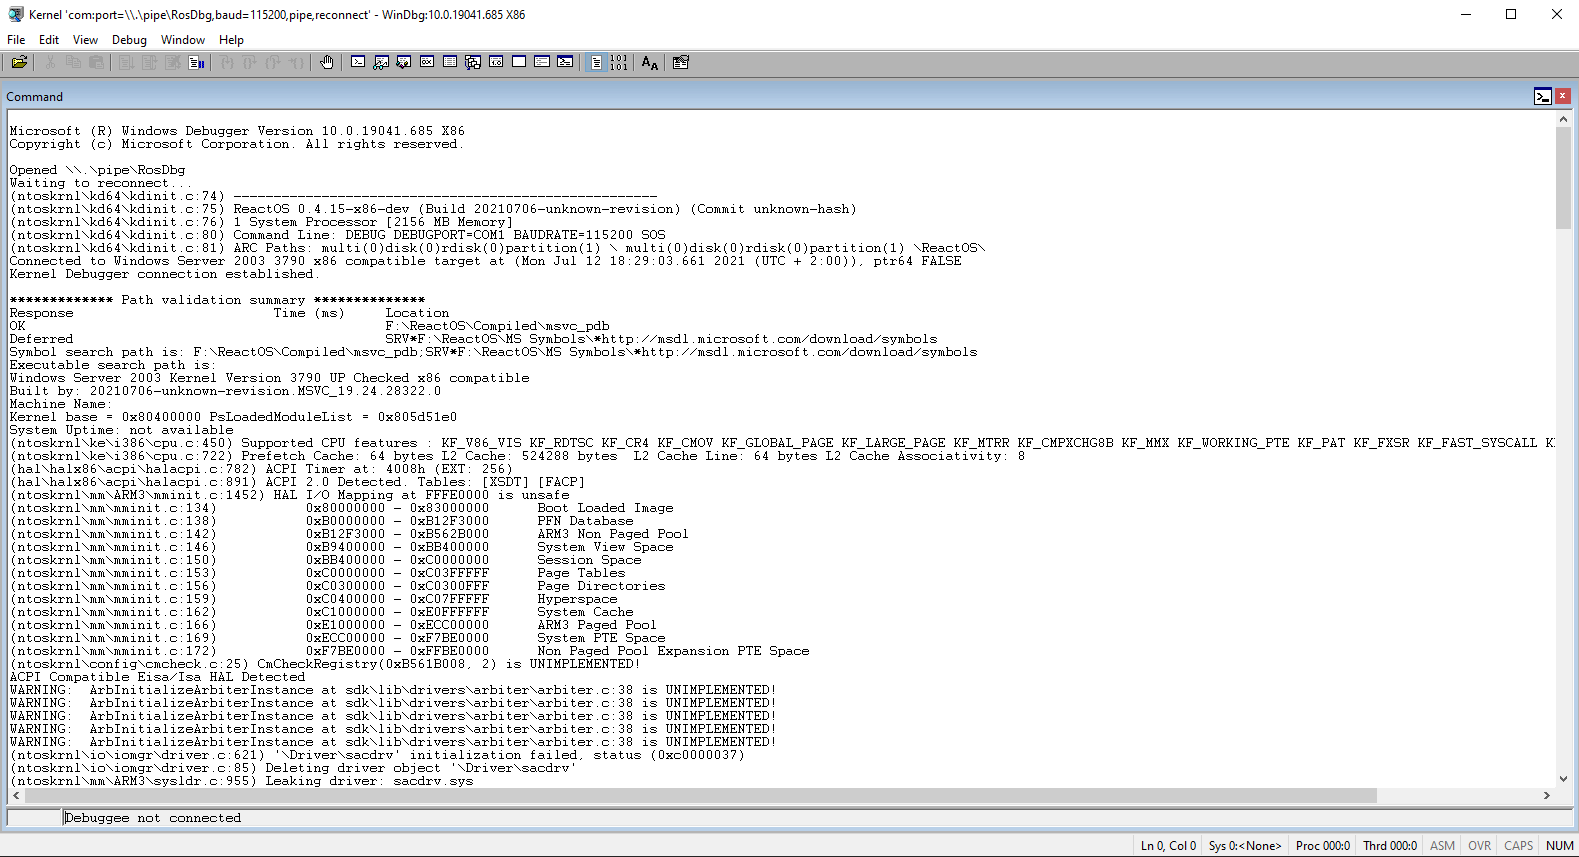 Kernel 'com:port=\\.\pipe\RosDbg,baud=115200,pipe,reconnect' - WinDbg:10.0.19041.685 X86
File Edit View Debug Window Help
Command
Microsoft (R) Windows Debugger Version 10.0.19041.685 X86
Copyright (c) Microsoft Corporation. All rights reserved.
Opened \\.\pipe\RosDbg
Waiting to reconnect...
(ntoskrnl\kd64\kdinit.c:74) -----------------------------------------------------
(ntoskrnl\kd64\kdinit.c:75) ReactOS 0.4.15-x86-dev (Build 20210706-unknown-revision) (Commit unknown-hash)
(ntoskrnl\kd64\kdinit.c:76) 1 System Processor [2156 MB Memory]
(ntoskrnl\kd64\kdinit.c:80) Command Line: DEBUG DEBUGPORT=COM1 BAUDRATE=115200 SOS
(ntoskrnl\kd64\kdinit.c:81) ARC Paths: multi(0)disk(0)rdisk(0)partition(1) \ multi(0)disk(0)rdisk(0)partition(1) \ReactOS\
Connected to Windows Server 2003 3790 x86 compatible target at (Mon Jul 12 18:29:03.661 2021 (UTC + 2:00)), ptr64 FALSE
Kernel Debugger connection established.
************* Path validation summary **************
Response Time (ms) Location
OK F:\ReactOS\Compiled\msvc_pdb
Deferred SRV*F:\ReactOS\MS Symbols\*http://msdl.microsoft.com/download/symbols
Symbol search path is: F:\ReactOS\Compiled\msvc_pdb;SRV*F:\ReactOS\MS Symbols\*http://msdl.microsoft.com/download/symbols
Executable search path is:
Windows Server 2003 Kernel Version 3790 UP Checked x86 compatible
Built by: 20210706-unknown-revision.MSVC_19.24.28322.0
Machine Name:
Kernel base = 0x80400000 PsLoadedModuleList = 0x805d51e0
System Uptime: not available
(ntoskrnl\ke\i386\cpu.c:450) Supported CPU features : KF_V86_VIS KF_RDTSC KF_CR4 KF_CMOV KF_GLOBAL_PAGE KF_LARGE_PAGE KF_MTRR KF_CMPXCHG8B KF_MMX KF_WORKING_PTE KF_PAT KF_FXSR KF_FAST_SYSCALL
(ntoskrnl\ke\i386\cpu.c:722) Prefetch Cache: 64 bytes L2 Cache: 524288 bytes L2 Cache Line: 64 bytes L2 Cache Associativity: 8
(hal\halx86\acpi\halacpi.c:782) ACPI Timer at: 4008h (EXT: 256)
(hal\halx86\acpi\halacpi.c:891) ACPI 2.0 Detected. Tables: [XSDT] [FACP]
(ntoskrnl\mm\ARM3\mminit.c:1452) HAL I/O Mapping at FFFE0000 is unsafe
(ntoskrnl\mm\mminit.c:134) 0x80000000 - 0x83000000 Boot Loaded Image
(ntoskrnl\mm\mminit.c:138) 0xB0000000 - 0xB12F3000 PFN Database
(ntoskrnl\mm\mminit.c:142) 0xB12F3000 - 0xB562B000 ARM3 Non Paged Pool
(ntoskrnl\mm\mminit.c:146) 0xB9400000 - 0xBB400000 System View Space
(ntoskrnl\mm\mminit.c:150) 0xBB400000 - 0xC0000000 Session Space
(ntoskrnl\mm\mminit.c:153) 0xC0000000 - 0xC03FFFFF Page Tables
(ntoskrnl\mm\mminit.c:156) 0xC0300000 - 0xC0300FFF Page Directories
(ntoskrnl\mm\mminit.c:159) 0xC0400000 - 0xC07FFFFF Hyperspace
(ntoskrnl\mm\mminit.c:162) 0xC1000000 - 0xE0FFFFFF System Cache
(ntoskrnl\mm\mminit.c:166) 0xE1000000 - 0xECC00000 ARM3 Paged Pool
(ntoskrnl\mm\mminit.c:169) 0xECC00000 - 0xF7BE0000 System PTE Space
(ntoskrnl\mm\mminit.c:172) 0xF7BE0000 - 0xFFBE0000 Non Paged Pool Expansion PTE Space
(ntoskrnl\config\cmcheck.c:25) CmCheckRegistry(0xB561B008, 2) is UNIMPLEMENTED!
ACPI Compatible Eisa/Isa HAL Detected
WARNING: ArbInitializeArbiterInstance at sdk\lib\drivers\arbiter\arbiter.c:38 is UNIMPLEMENTED!
WARNING: ArbInitializeArbiterInstance at sdk\lib\drivers\arbiter\arbiter.c:38 is UNIMPLEMENTED!
WARNING: ArbInitializeArbiterInstance at sdk\lib\drivers\arbiter\arbiter.c:38 is UNIMPLEMENTED!
WARNING: ArbInitializeArbiterInstance at sdk\lib\drivers\arbiter\arbiter.c:38 is UNIMPLEMENTED!
WARNING: ArbInitializeArbiterInstance at sdk\lib\drivers\arbiter\arbiter.c:38 is UNIMPLEMENTED!
(ntoskrnl\io\iomgr\driver.c:621) '\Driver\sacdrv' initialization failed, status (0xc0000037)
(ntoskrnl\io\iomgr\driver.c:85) Deleting driver object '\Driver\sacdrv'
(ntoskrnl\mm\ARM3\sysldr.c:955) Leaking driver: sacdrv.sys
Debuggee not connected
Ln 0, Col 0 Sys 0:<None> Proc 000:0 Thrd 000:0 ASM OVR CAPS NUM